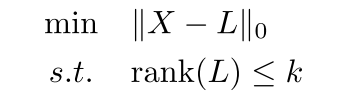 min ‖X − L‖₀
s.t. rank(L) ≤ k